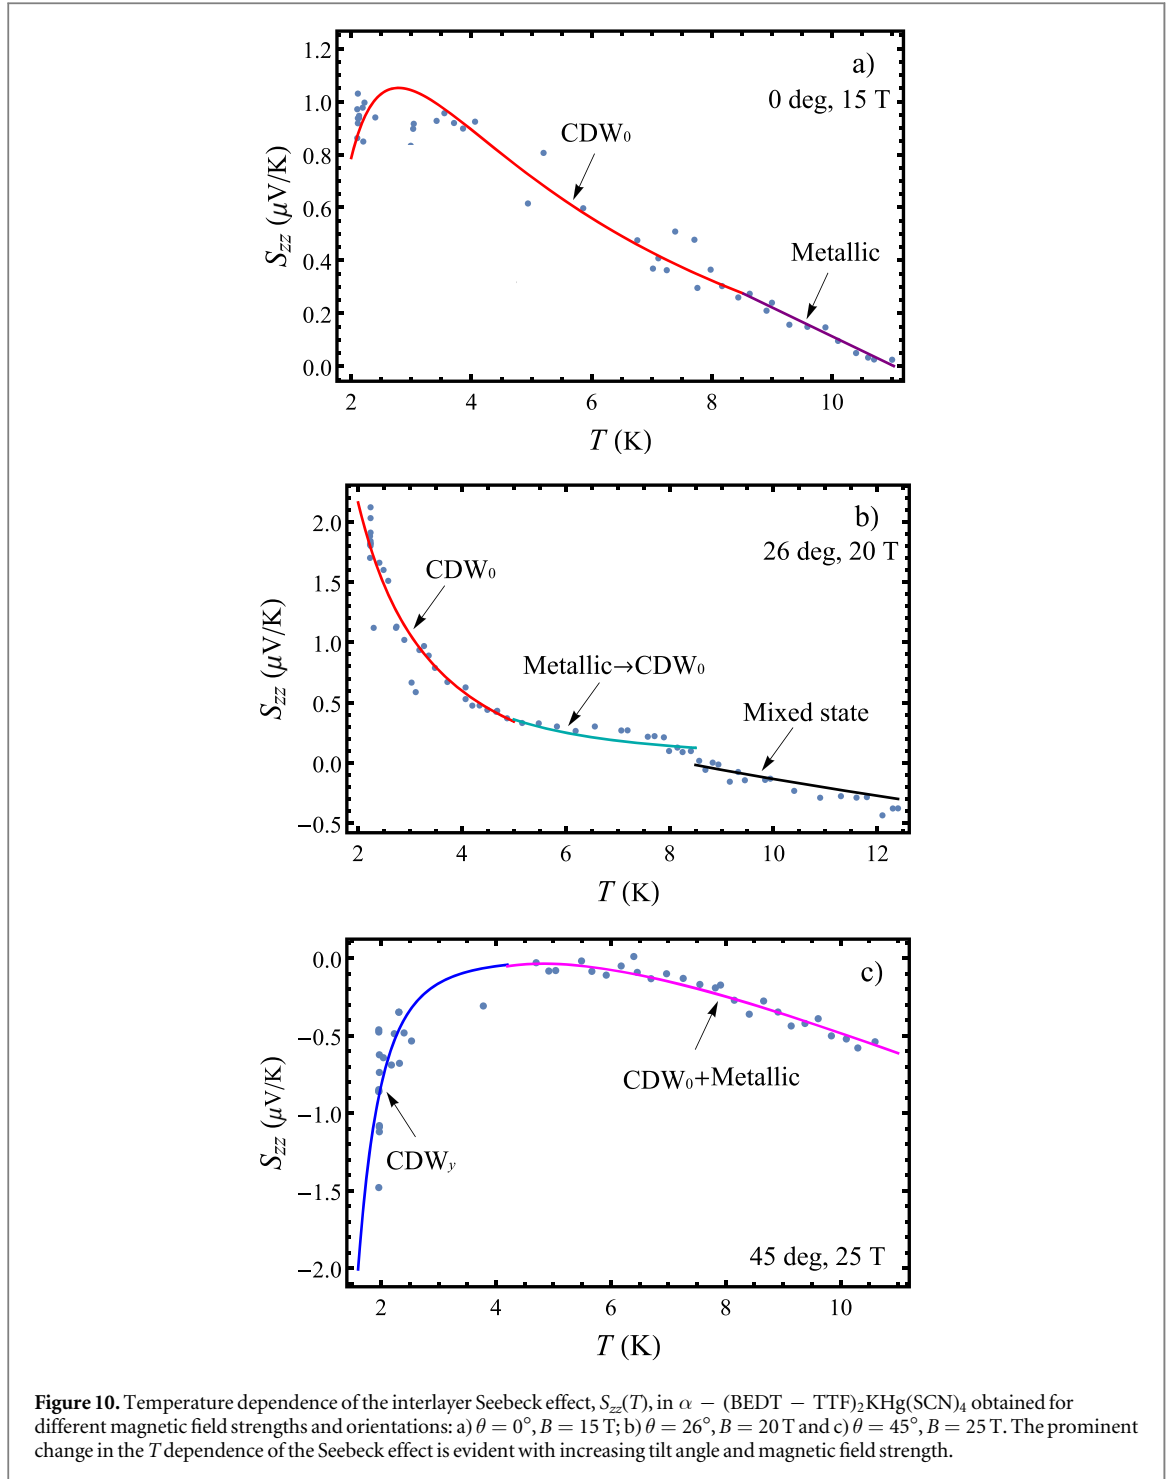 a)
0 deg, 15 T
CDW₀
Metallic
S_zz (μV/K)
1.2
1.0
0.8
0.6
0.4
0.2
0.0
2 4 6 8 10
T (K)
b)
26 deg, 20 T
CDW₀
Metallic→CDW₀
Mixed state
S_zz (μV/K)
2.0
1.5
1.0
0.5
0.0
−0.5
2 4 6 8 10 12
T (K)
c)
CDW₀+Metallic
CDW_y
45 deg, 25 T
S_zz (μV/K)
0.0
−0.5
−1.0
−1.5
−2.0
2 4 6 8 10
T (K)
Figure 10. Temperature dependence of the interlayer Seebeck effect, S_zz(T), in α − (BEDT − TTF)₂KHg(SCN)₄ obtained for
different magnetic field strengths and orientations: a) θ = 0°, B = 15 T; b) θ = 26°, B = 20 T and c) θ = 45°, B = 25 T. The prominent
change in the T dependence of the Seebeck effect is evident with increasing tilt angle and magnetic field strength.